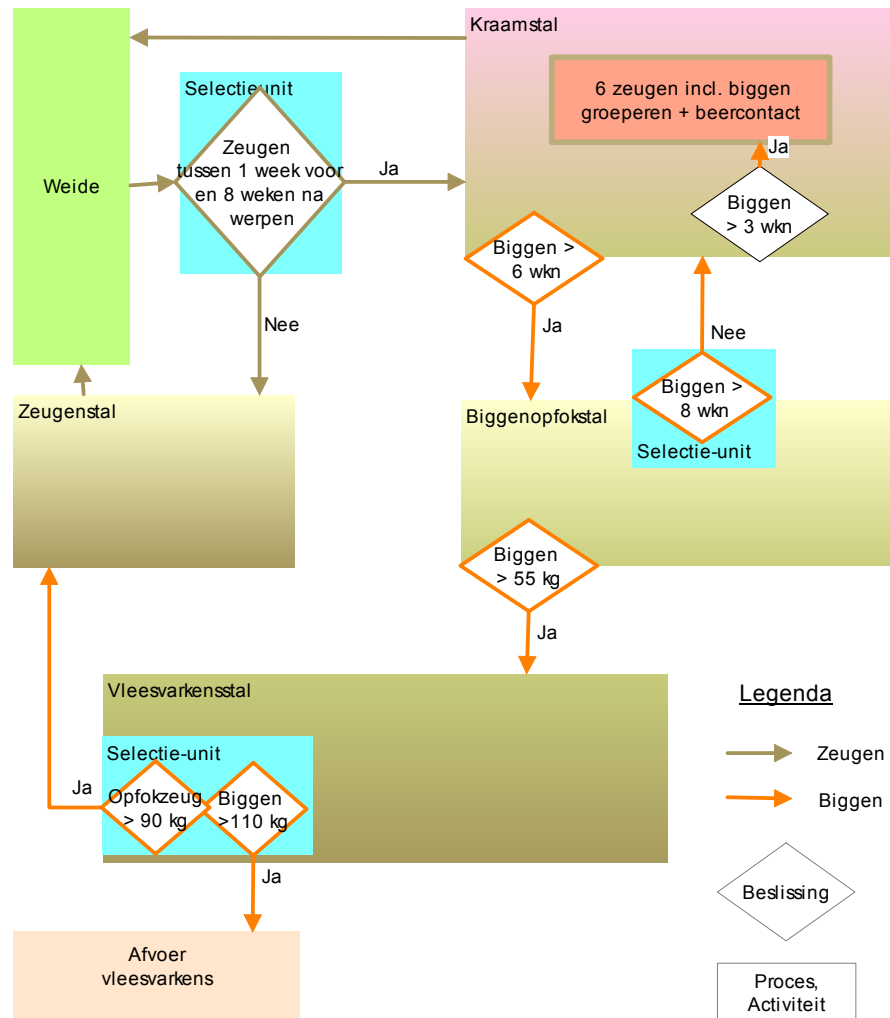 Kraamstal
Selectieunit
6 zeugen incl. biggen
groeperen + beercontact
Ja
Zeugen
tussen 1 week voor
en 8 weken na
werpen
Ja
Weide
Biggen
> 3 wkn
Biggen >
6 wkn
Nee
Ja
Nee
Biggen >
8 wkn
Selectie-unit
Zeugenstal
Biggenopfokstal
Biggen
> 55 kg
Ja
Vleesvarkensstal
Selectie-unit
Ja
Opfokzeug
> 90 kg
Biggen
>110 kg
Ja
Afvoer
vleesvarkens
Legenda
Zeugen
Biggen
Beslissing
Proces,
Activiteit